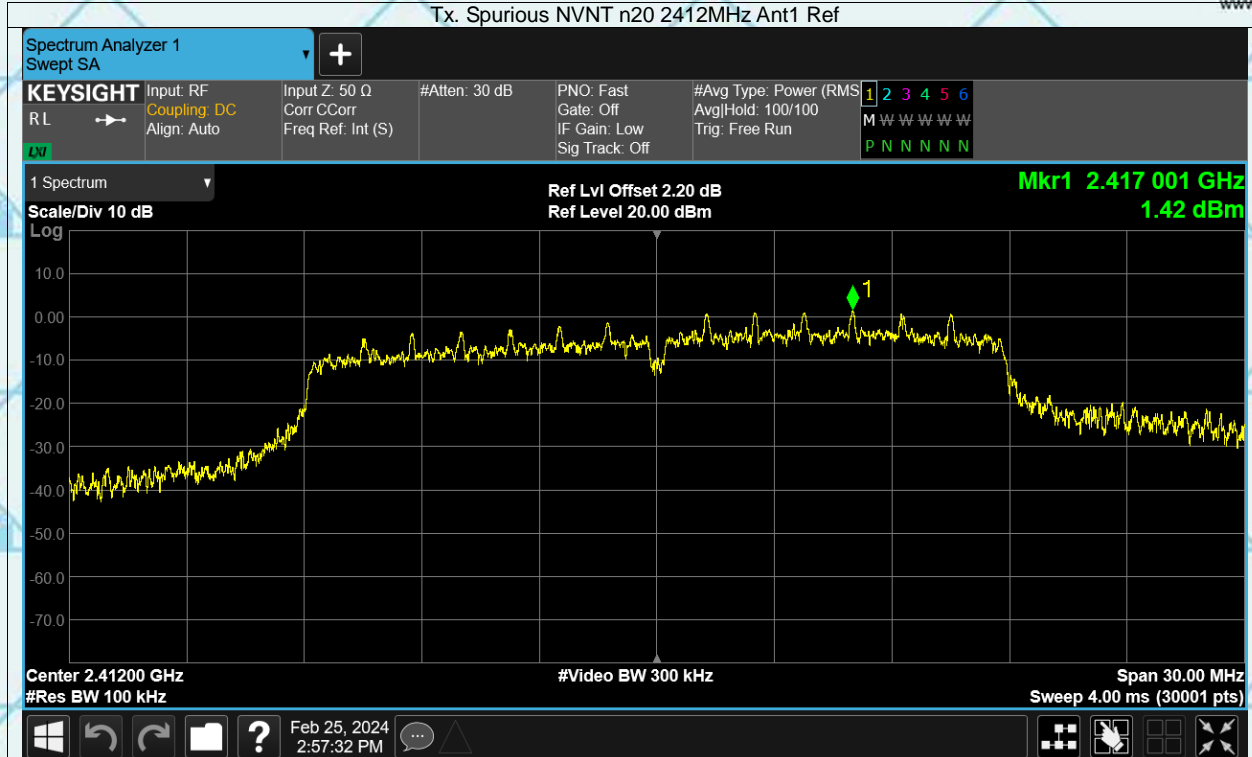 Tx. Spurious NVNT n20 2412MHz Ant1 Ref
www
Spectrum Analyzer 1
Swept SA
KEYSIGHT
R L
LXI
Input: RF
Coupling: DC
Align: Auto
Input Z: 50 Ω
Corr CCorr
Freq Ref: Int (S)
#Atten: 30 dB
PNO: Fast
Gate: Off
IF Gain: Low
Sig Track: Off
#Avg Type: Power (RMS
Avg|Hold: 100/100
Trig: Free Run
1 2 3 4 5 6
M W W W W W
P N N N N N
1 Spectrum
Scale/Div 10 dB
Ref Lvl Offset 2.20 dB
Ref Level 20.00 dBm
Mkr1 2.417 001 GHz
1.42 dBm
Log
10.0
0.00
-10.0
-20.0
-30.0
-40.0
-50.0
-60.0
-70.0
1
Center 2.41200 GHz
#Res BW 100 kHz
#Video BW 300 kHz
Span 30.00 MHz
Sweep 4.00 ms (30001 pts)
Feb 25, 2024
2:57:32 PM